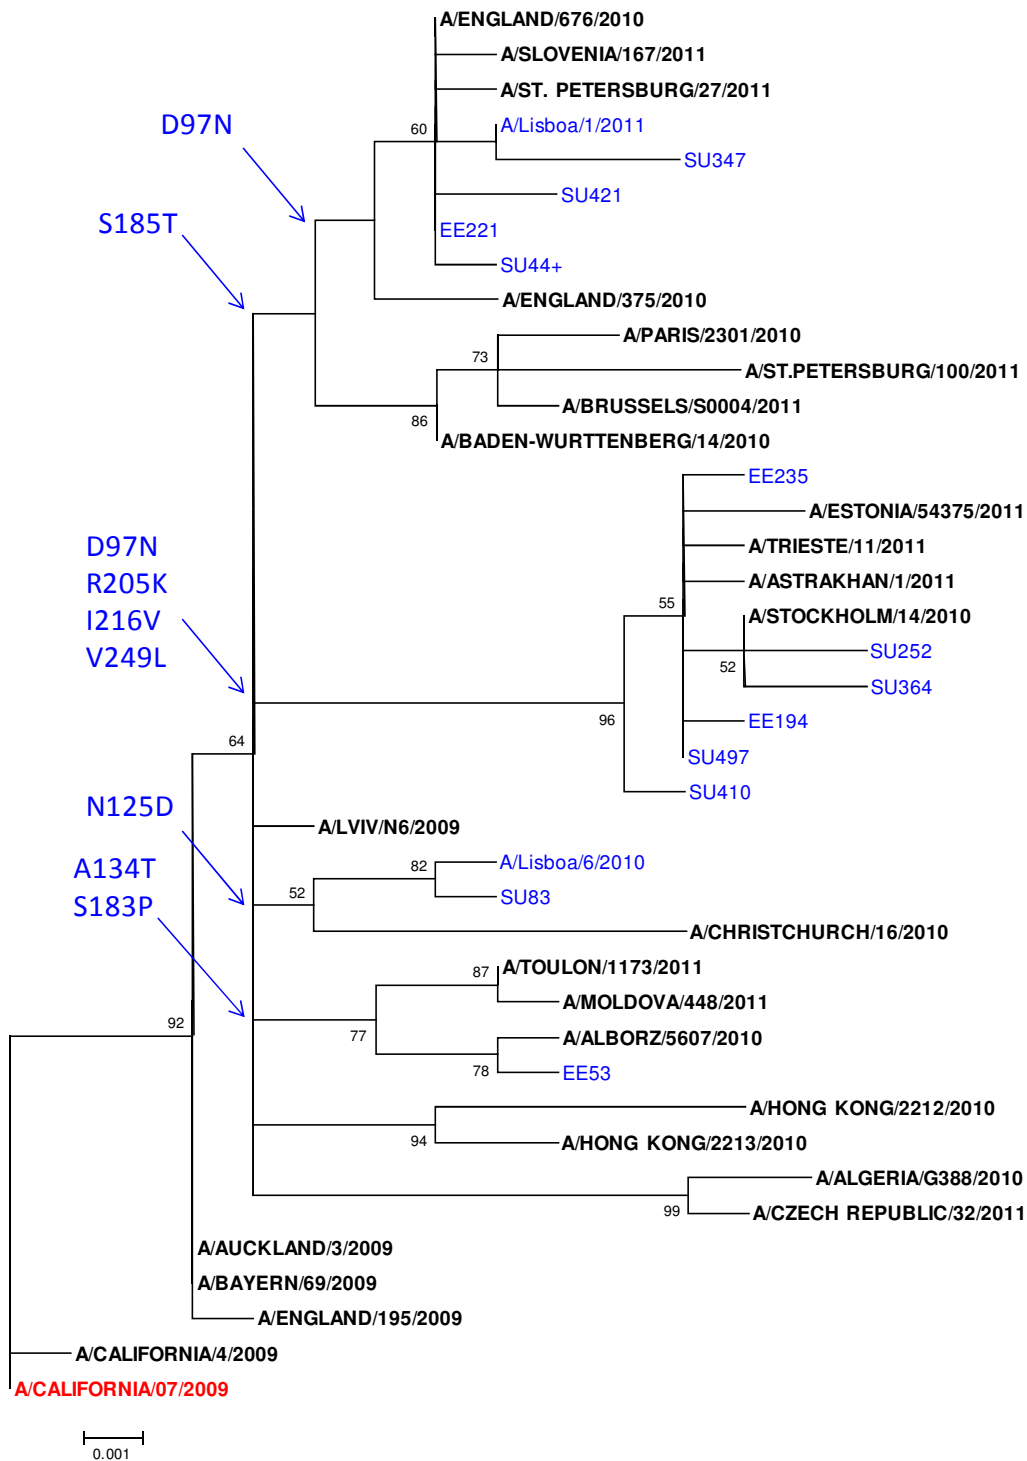 A/ENGLAND/676/2010
A/SLOVENIA/167/2011
A/ST. PETERSBURG/27/2011
D97N
60
A/Lisboa/1/2011
SU347
SU421
S185T
EE221
SU44+
A/ENGLAND/375/2010
A/PARIS/2301/2010
73
A/ST.PETERSBURG/100/2011
A/BRUSSELS/S0004/2011
86
A/BADEN-WURTTENBERG/14/2010
EE235
A/ESTONIA/54375/2011
D97N
R205K
I216V
V249L
A/TRIESTE/11/2011
A/ASTRAKHAN/1/2011
55
A/STOCKHOLM/14/2010
SU252
52
SU364
96
EE194
64
SU497
SU410
N125D
A/LVIV/N6/2009
A134T
S183P
82
A/Lisboa/6/2010
52
SU83
A/CHRISTCHURCH/16/2010
87
A/TOULON/1173/2011
A/MOLDOVA/448/2011
92
77
A/ALBORZ/5607/2010
78
EE53
A/HONG KONG/2212/2010
94
A/HONG KONG/2213/2010
A/ALGERIA/G388/2010
99
A/CZECH REPUBLIC/32/2011
A/AUCKLAND/3/2009
A/BAYERN/69/2009
A/ENGLAND/195/2009
A/CALIFORNIA/4/2009
A/CALIFORNIA/07/2009
0.001